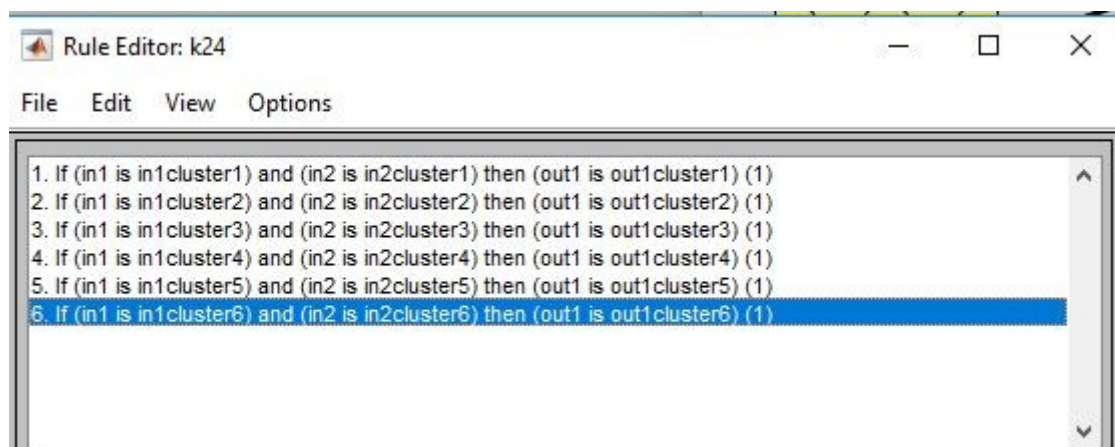 Rule Editor: k24
File Edit View Options
1. If (in1 is in1cluster1) and (in2 is in2cluster1) then (out1 is out1cluster1) (1)
2. If (in1 is in1cluster2) and (in2 is in2cluster2) then (out1 is out1cluster2) (1)
3. If (in1 is in1cluster3) and (in2 is in2cluster3) then (out1 is out1cluster3) (1)
4. If (in1 is in1cluster4) and (in2 is in2cluster4) then (out1 is out1cluster4) (1)
5. If (in1 is in1cluster5) and (in2 is in2cluster5) then (out1 is out1cluster5) (1)
6. If (in1 is in1cluster6) and (in2 is in2cluster6) then (out1 is out1cluster6) (1)